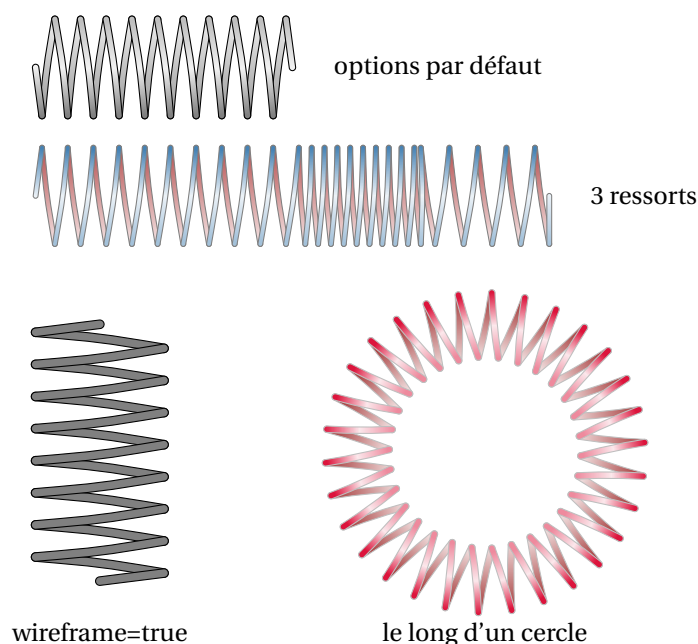 options par défaut
3 ressorts
wireframe=true
le long d'un cercle